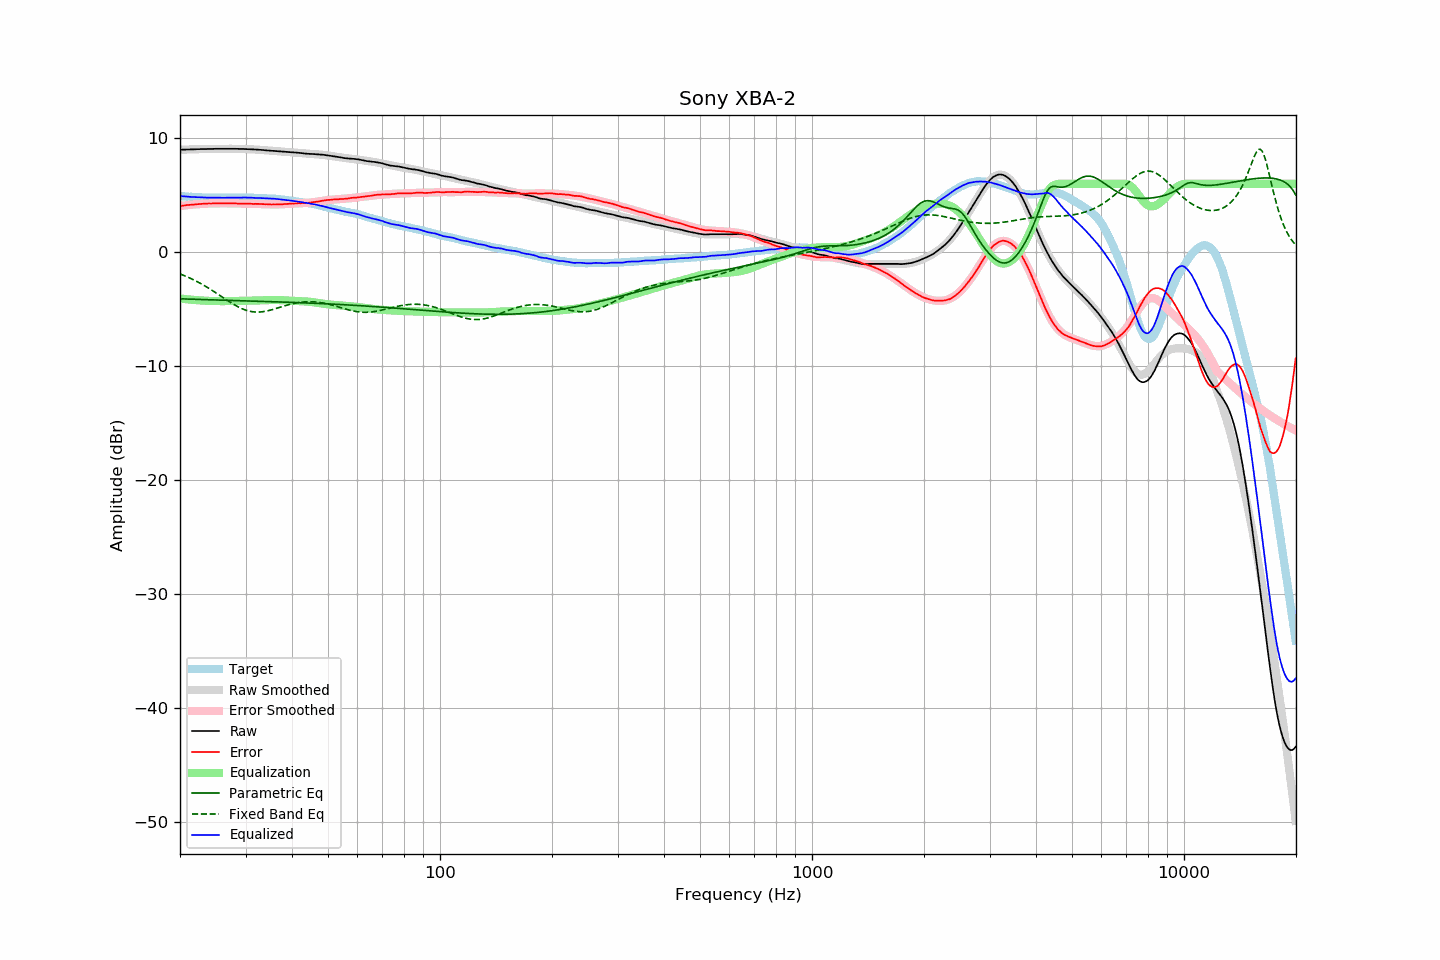 Sony XBA-2
10
0
−10
−20
−30
−40
−50
Amplitude (dBr)
Target
Raw Smoothed
Error Smoothed
Raw
Error
Equalization
Parametric Eq
Fixed Band Eq
Equalized
100
1000
10000
Frequency (Hz)